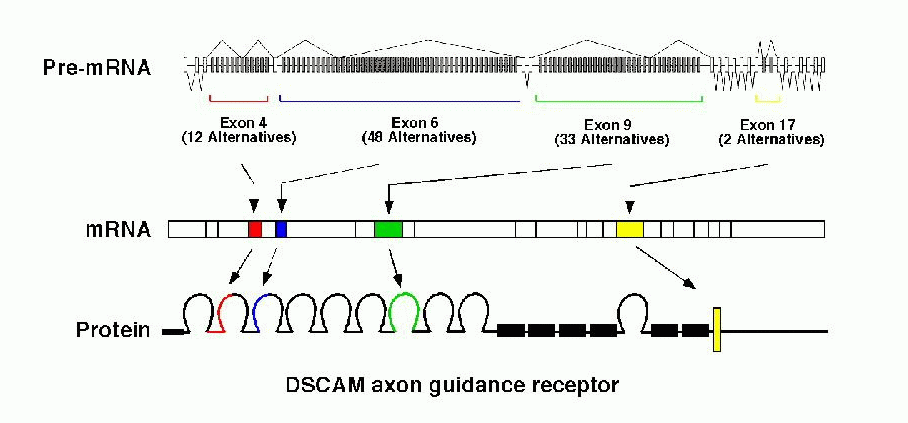 Pre-mRNA
Exon 4
(12 Alternatives)
Exon 6
(48 Alternatives)
Exon 9
(33 Alternatives)
Exon 17
(2 Alternatives)
mRNA
Protein
DSCAM axon guidance receptor